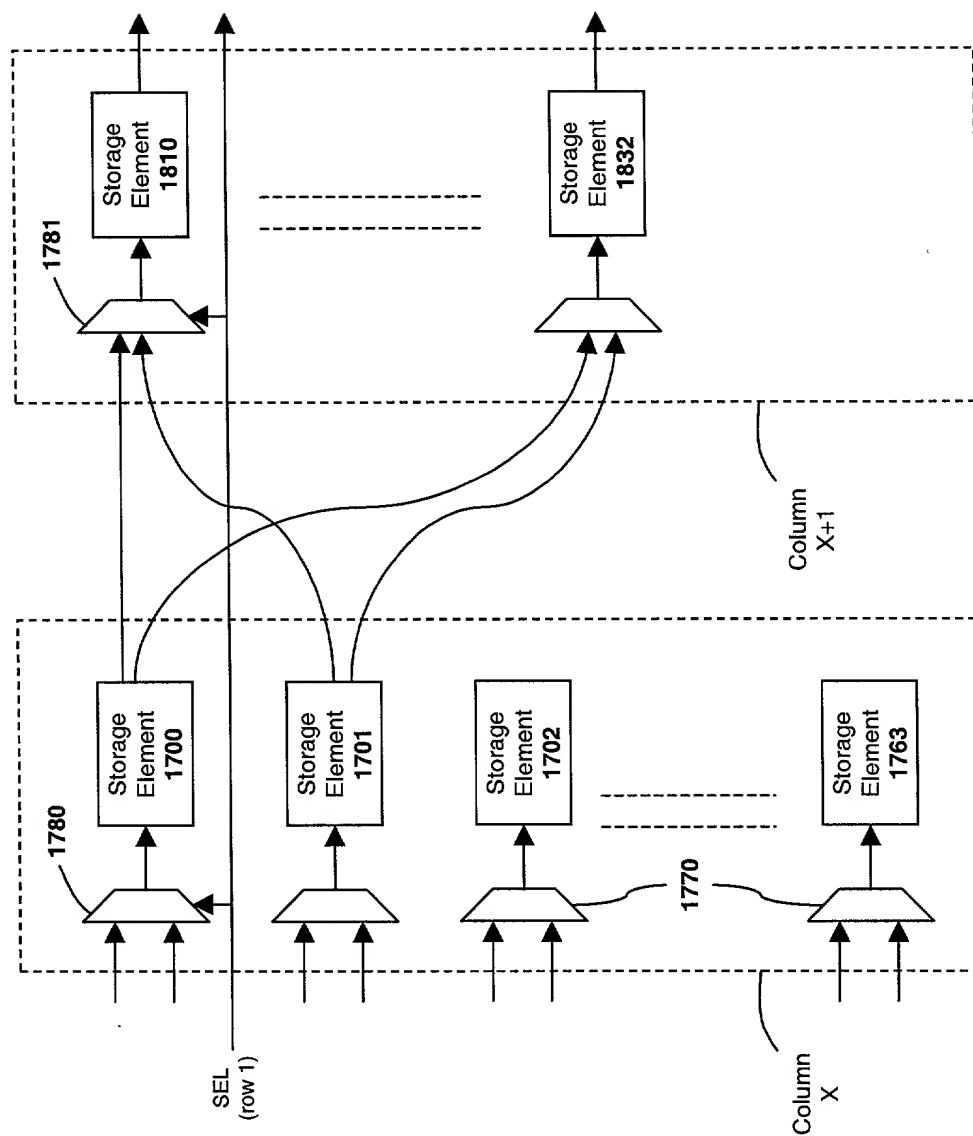 1780
Storage
Element
1700
SEL
(row 1)
Storage
Element
1701
Storage
Element
1702
1770
Storage
Element
1763
Column
X
1781
Storage
Element
1810
Storage
Element
1832
Column
X+1